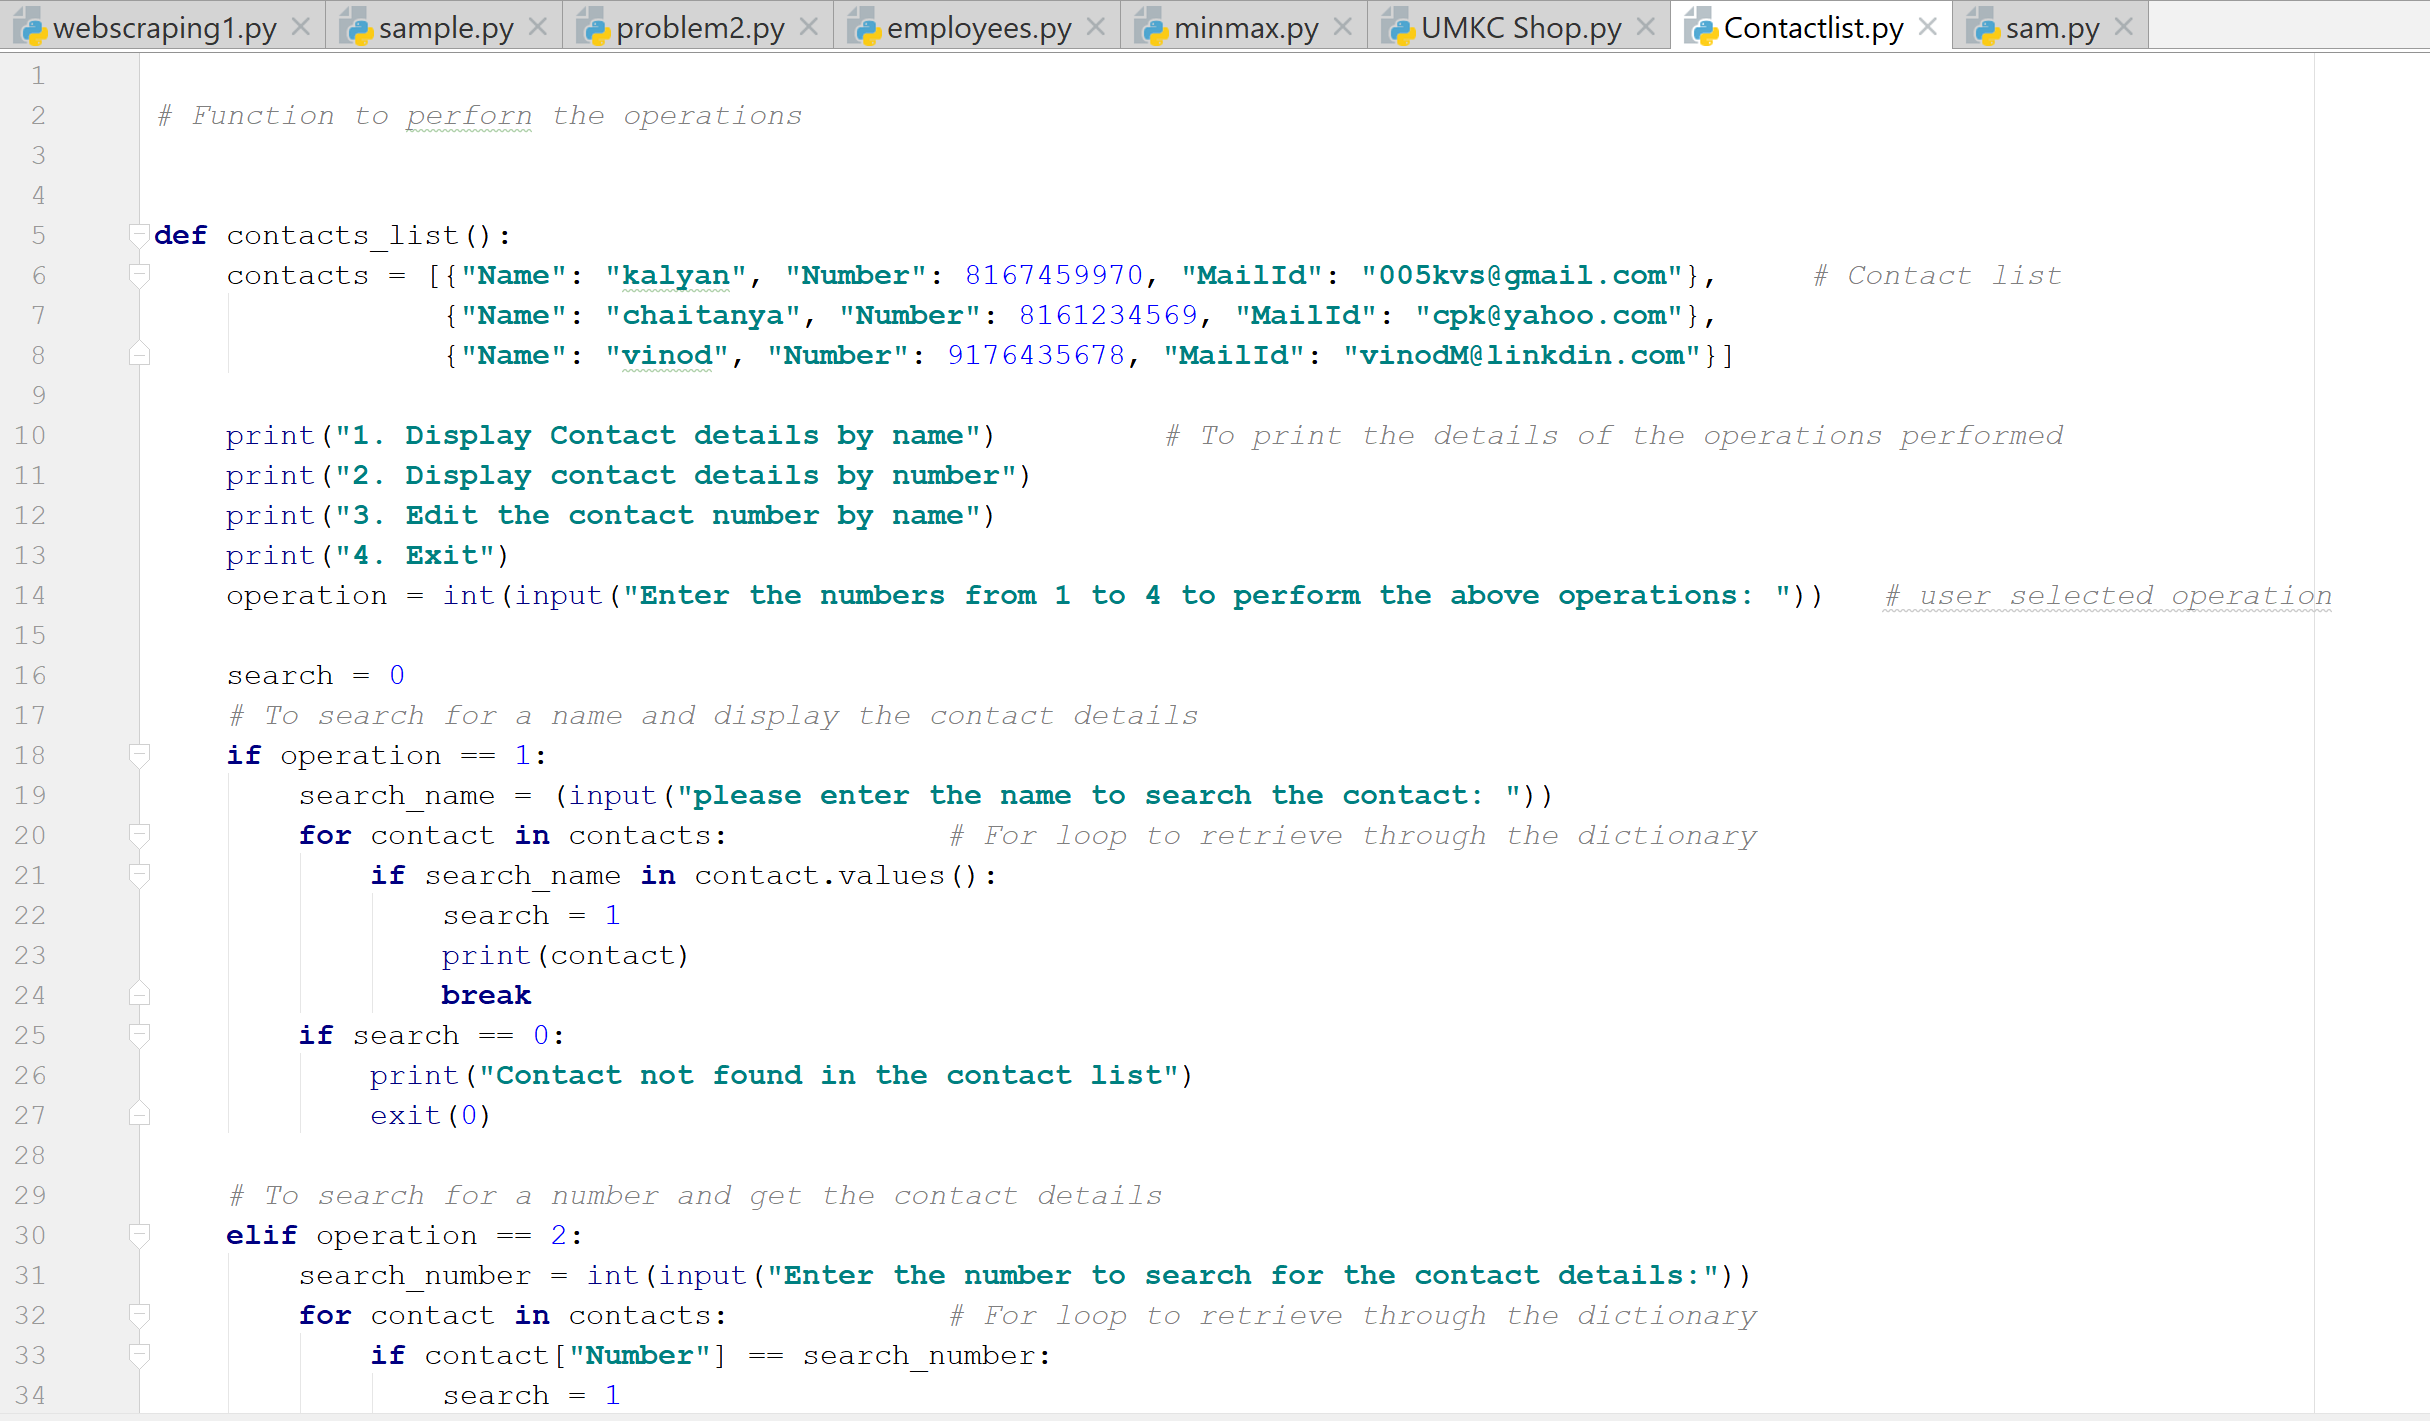 webscraping1.py sample.py problem2.py employees.py minmax.py UMKC Shop.py Contactlist.py sam.py
1
2 # Function to perforn the operations
3
4
5 def contacts_list():
6     contacts = [{"Name": "kalyan", "Number": 8167459970, "MailId": "005kvs@gmail.com"},     # Contact list
7                 {"Name": "chaitanya", "Number": 8161234569, "MailId": "cpk@yahoo.com"},
8                 {"Name": "vinod", "Number": 9176435678, "MailId": "vinodM@linkdin.com"}]
9
10     print("1. Display Contact details by name")         # To print the details of the operations performed
11     print("2. Display contact details by number")
12     print("3. Edit the contact number by name")
13     print("4. Exit")
14     operation = int(input("Enter the numbers from 1 to 4 to perform the above operations: "))   # user selected operation
15
16     search = 0
17     # To search for a name and display the contact details
18     if operation == 1:
19         search_name = (input("please enter the name to search the contact: "))
20         for contact in contacts:            # For loop to retrieve through the dictionary
21             if search_name in contact.values():
22                 search = 1
23                 print(contact)
24                 break
25         if search == 0:
26             print("Contact not found in the contact list")
27             exit(0)
28
29     # To search for a number and get the contact details
30     elif operation == 2:
31         search_number = int(input("Enter the number to search for the contact details:"))
32         for contact in contacts:            # For loop to retrieve through the dictionary
33             if contact["Number"] == search_number:
34                 search = 1